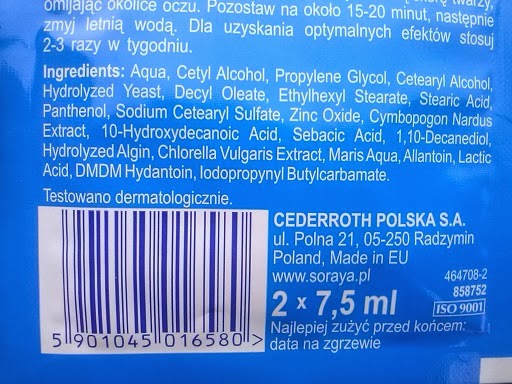 omijając okolice oczu. Pozostaw na około 15-20 minut, następnie
zmyj letnią wodą. Dla uzyskania optymalnych efektów stosuj
2-3 razy w tygodniu.
Ingredients: Aqua, Cetyl Alcohol, Propylene Glycol, Cetearyl Alcohol,
Hydrolyzed Yeast, Decyl Oleate, Ethylhexyl Stearate, Stearic Acid,
Panthenol, Sodium Cetearyl Sulfate, Zinc Oxide, Cymbopogon Nardus
Extract, 10-Hydroxydecanoic Acid, Sebacic Acid, 1,10-Decanediol,
Hydrolyzed Algin, Chlorella Vulgaris Extract, Maris Aqua, Allantoin, Lactic
Acid, DMDM Hydantoin, Iodopropynyl Butylcarbamate.
Testowano dermatologicznie.
CEDERROTH POLSKA S.A.
ul. Polna 21, 05-250 Radzymin
Poland, Made in EU
www.soraya.pl
464708-2
858752
2 x 7,5 ml
ISO 9001
Najlepiej zużyć przed końcem:
data na zgrzewie
5 901045 016580 >